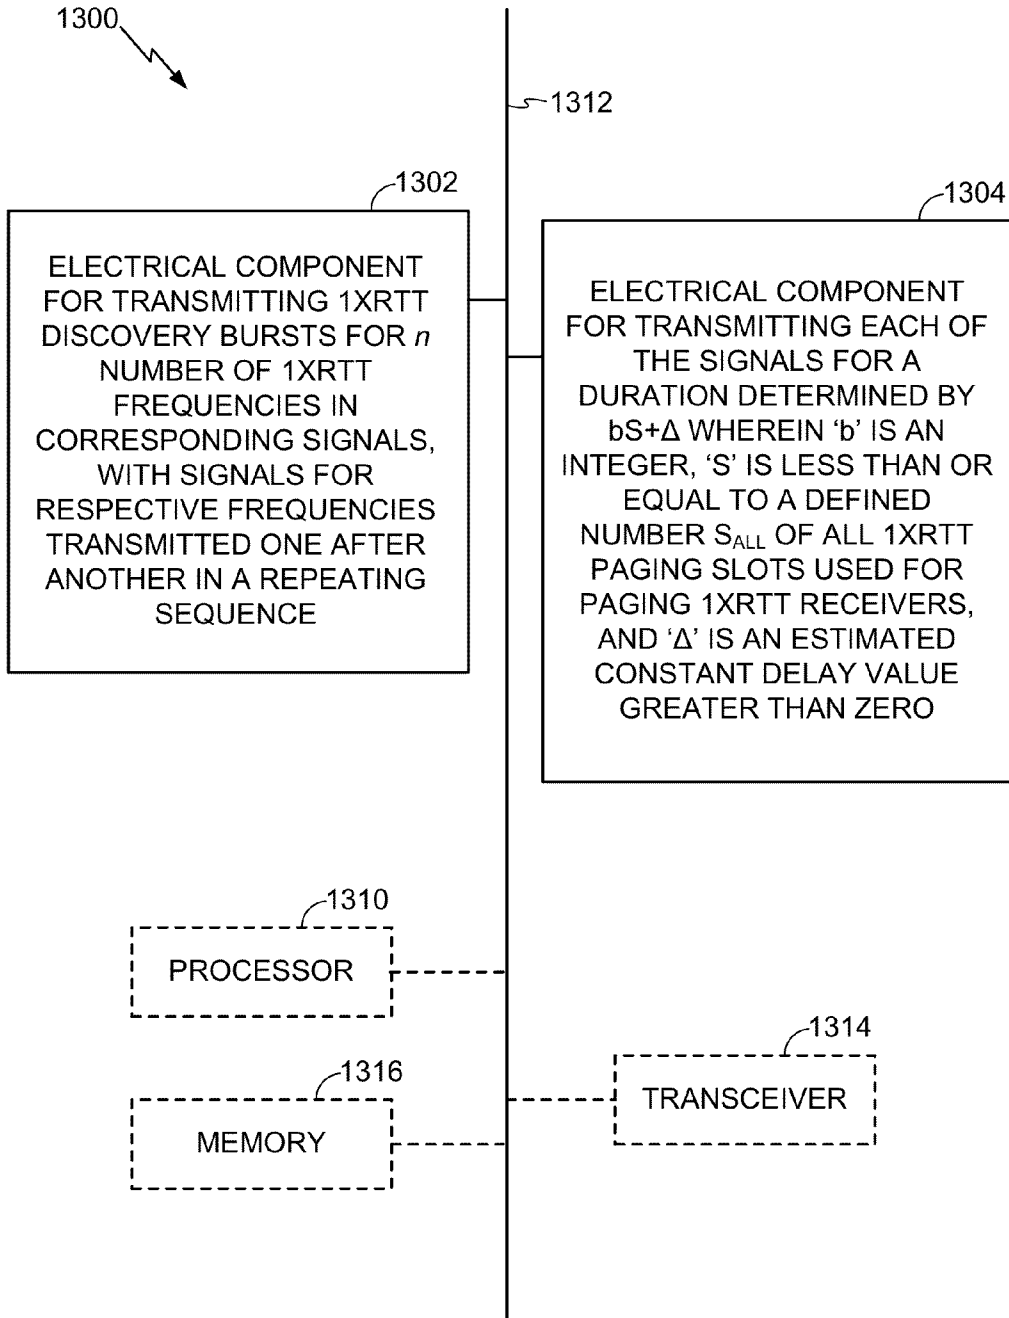 1300
1312
1302
ELECTRICAL COMPONENT
FOR TRANSMITTING 1XRTT
DISCOVERY BURSTS FOR n
NUMBER OF 1XRTT
FREQUENCIES IN
CORRESPONDING SIGNALS,
WITH SIGNALS FOR
RESPECTIVE FREQUENCIES
TRANSMITTED ONE AFTER
ANOTHER IN A REPEATING
SEQUENCE
1304
ELECTRICAL COMPONENT
FOR TRANSMITTING EACH OF
THE SIGNALS FOR A
DURATION DETERMINED BY
bS+Δ WHEREIN ‘b’ IS AN
INTEGER, ‘S’ IS LESS THAN OR
EQUAL TO A DEFINED
NUMBER SALL OF ALL 1XRTT
PAGING SLOTS USED FOR
PAGING 1XRTT RECEIVERS,
AND ‘Δ’ IS AN ESTIMATED
CONSTANT DELAY VALUE
GREATER THAN ZERO
1310
PROCESSOR
1314
TRANSCEIVER
1316
MEMORY